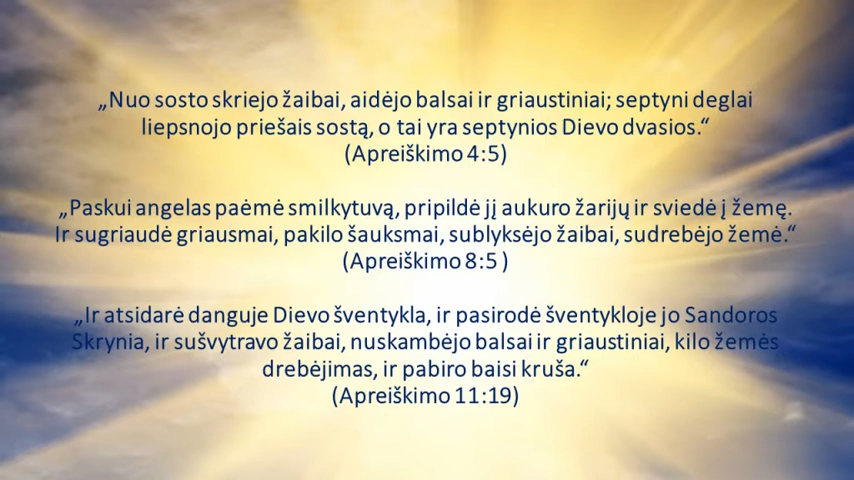 „Nuo sosto skriejo žaibai, aidėjo balsai ir griaustiniai; septyni deglai
liepsnojo priešais sostą, o tai yra septynios Dievo dvasios.“
(Apreiškimo 4:5)
„Paskui angelas paėmė smilkytuvą, pripildė jį aukuro žarijų ir sviedė į žemę.
Ir sugriaudė griausmai, pakilo šauksmai, sublyksėjo žaibai, sudrebėjo žemė.“
(Apreiškimo 8:5 )
„Ir atsidarė danguje Dievo šventykla, ir pasirodė šventykloje jo Sandoros
Skrynia, ir sušvytravo žaibai, nuskambėjo balsai ir griaustiniai, kilo žemės
drebėjimas, ir pabiro baisi kruša.“
(Apreiškimo 11:19)